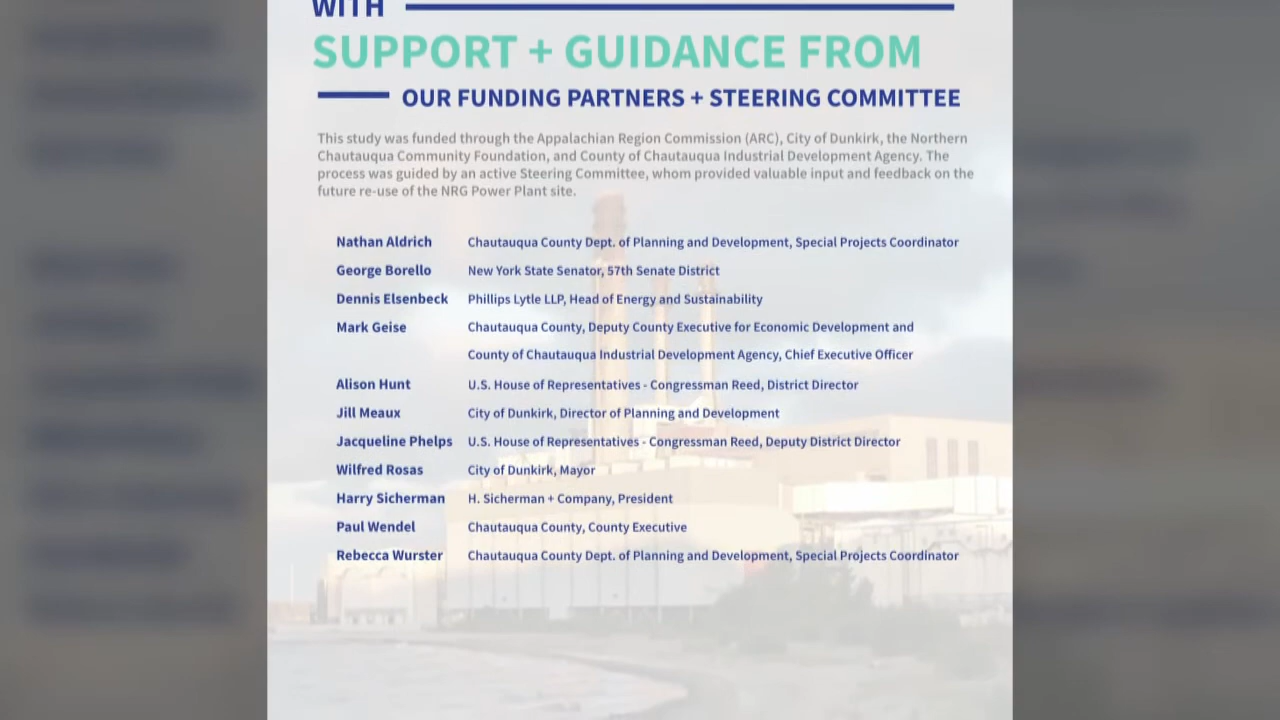 WITH
SUPPORT + GUIDANCE FROM
OUR FUNDING PARTNERS + STEERING COMMITTEE
This study was funded through the Appalachian Region Commission (ARC), City of Dunkirk, the Northern
Chautauqua Community Foundation, and County of Chautauqua Industrial Development Agency. The
process was guided by an active Steering Committee, whom provided valuable input and feedback on the
future re-use of the NRG Power Plant site.
Nathan Aldrich Chautauqua County Dept. of Planning and Development, Special Projects Coordinator
George Borello New York State Senator, 57th Senate District
Dennis Elsenbeck Phillips Lytle LLP, Head of Energy and Sustainability
Mark Geise Chautauqua County, Deputy County Executive for Economic Development and
County of Chautauqua Industrial Development Agency, Chief Executive Officer
Alison Hunt U.S. House of Representatives - Congressman Reed, District Director
Jill Meaux City of Dunkirk, Director of Planning and Development
Jacqueline Phelps U.S. House of Representatives - Congressman Reed, Deputy District Director
Wilfred Rosas City of Dunkirk, Mayor
Harry Sicherman H. Sicherman + Company, President
Paul Wendel Chautauqua County, County Executive
Rebecca Wurster Chautauqua County Dept. of Planning and Development, Special Projects Coordinator